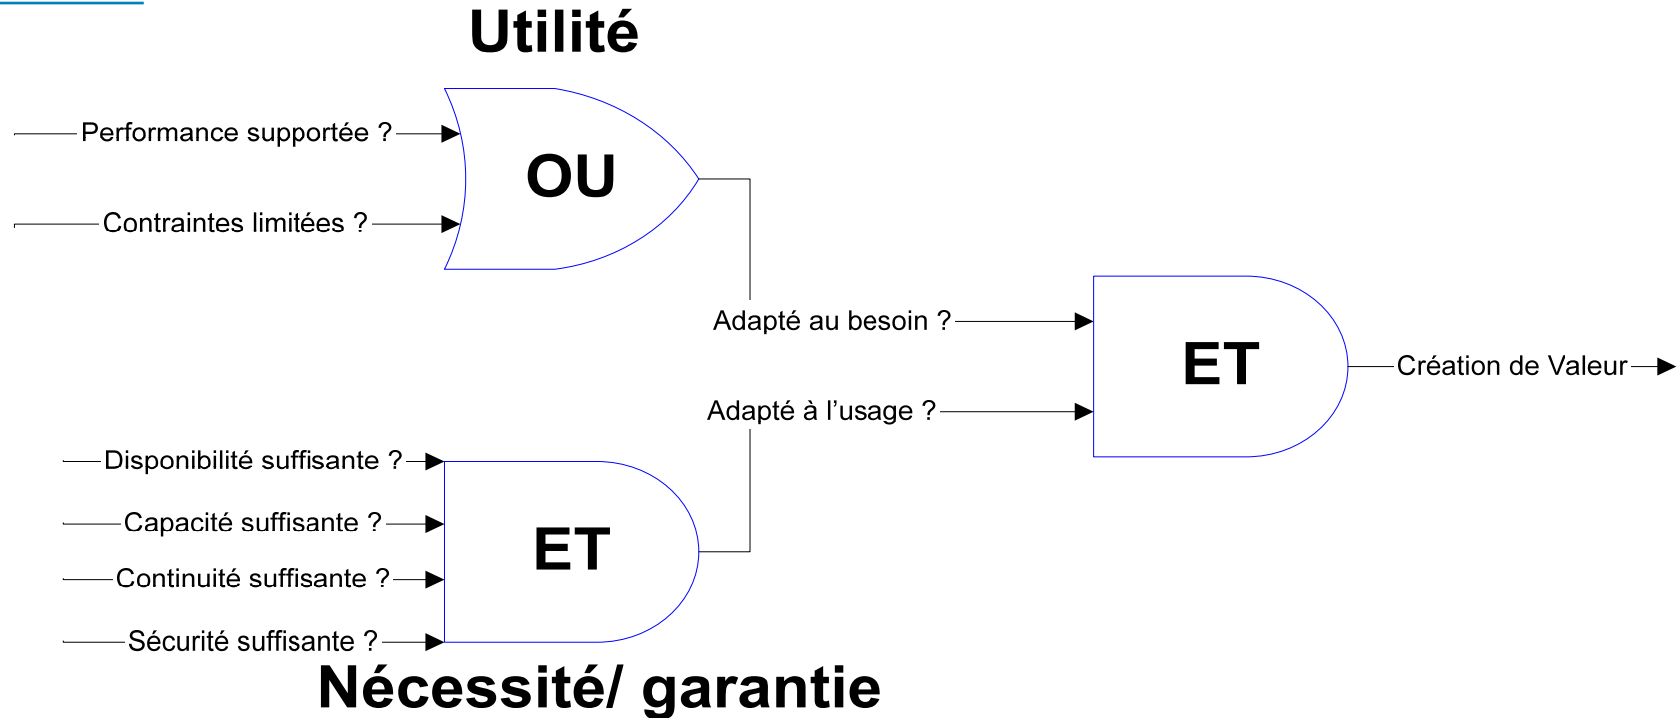 Utilité
Performance supportée ?
OU
Contraintes limitées ?
Adapté au besoin ?
ET
Création de Valeur
Adapté à l’usage ?
Disponibilité suffisante ?
Capacité suffisante ?
ET
Continuité suffisante ?
Sécurité suffisante ?
Nécessité/ garantie